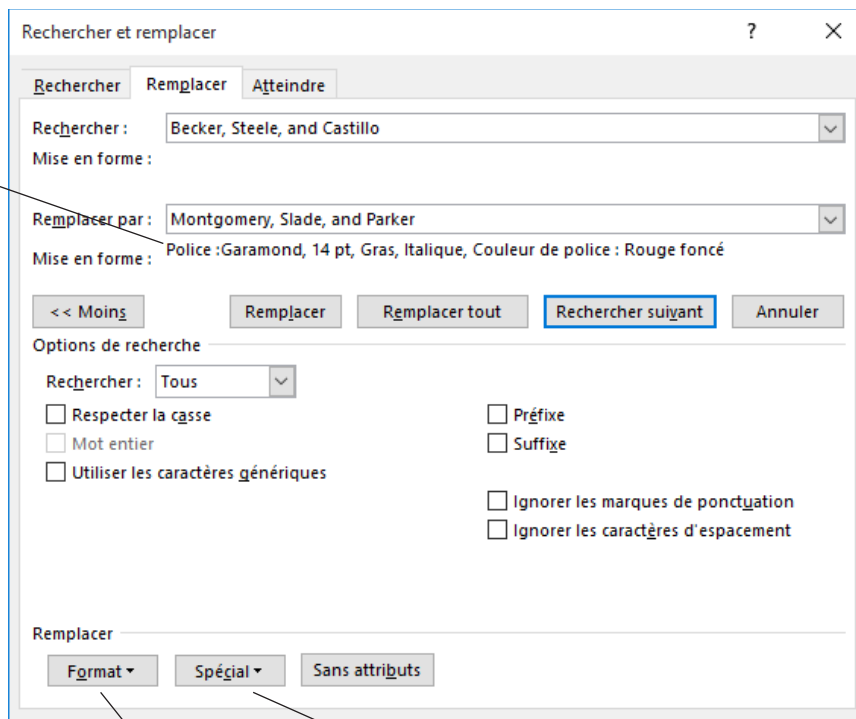 Rechercher et remplacer
?
Rechercher
Remplacer
Atteindre
Rechercher : Becker, Steele, and Castillo
Mise en forme :
Remplacer par : Montgomery, Slade, and Parker
Mise en forme : Police :Garamond, 14 pt, Gras, Italique, Couleur de police : Rouge foncé
<< Moins
Remplacer
Remplacer tout
Rechercher suivant
Annuler
Options de recherche
Rechercher : Tous
Respecter la casse
Préfixe
Mot entier
Suffixe
Utiliser les caractères génériques
Ignorer les marques de ponctuation
Ignorer les caractères d'espacement
Remplacer
Format
Spécial
Sans attributs